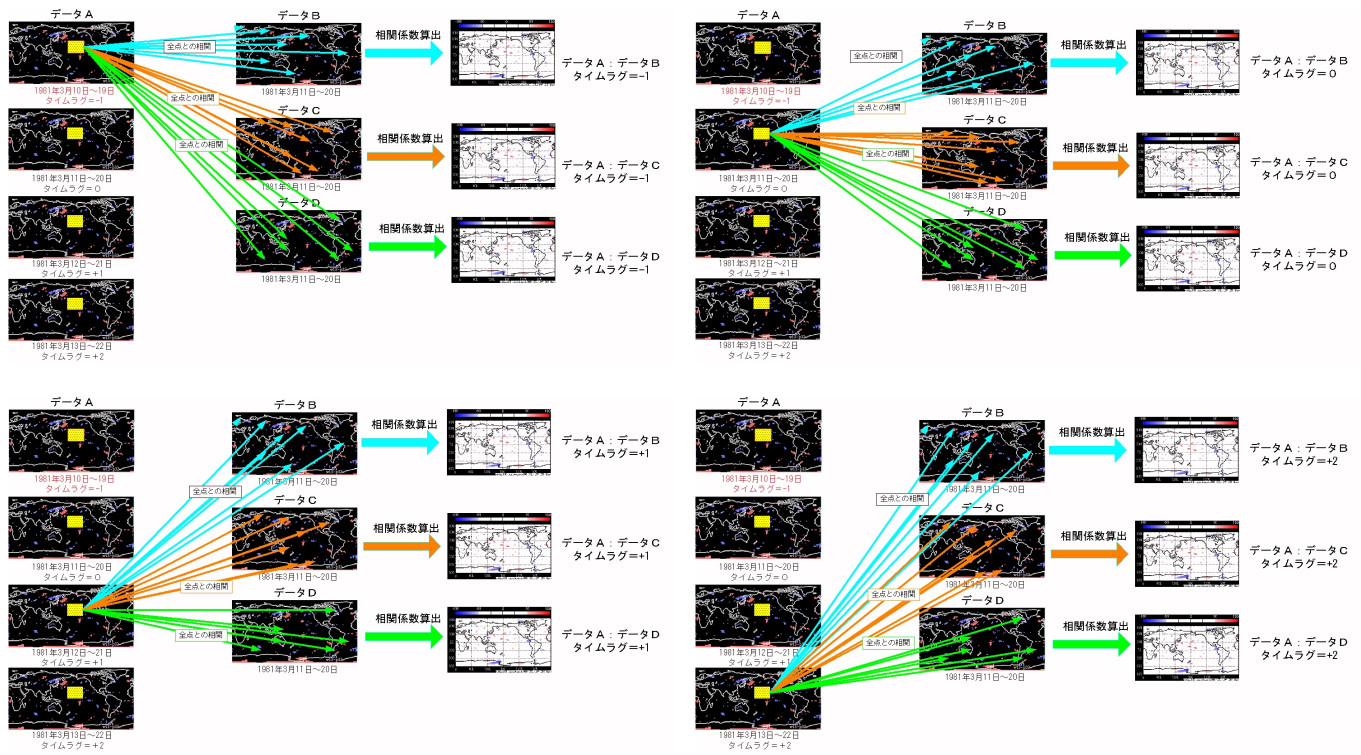 データA
データB
相関係数算出
全点との相関
1981年3月10日～19日
タイムラグ=-1
1981年3月11日～20日
データA：データB
タイムラグ=-1
データC
相関係数算出
全点との相関
全点との相関
1981年3月11日～20日
タイムラグ=0
1981年3月11日～20日
データA：データC
タイムラグ=-1
データD
相関係数算出
1981年3月12日～21日
タイムラグ=+1
1981年3月11日～20日
データA：データD
タイムラグ=-1
1981年3月13日～22日
タイムラグ=+2
データA
データB
相関係数算出
全点との相関
1981年3月10日～19日
タイムラグ=-1
1981年3月11日～20日
データA：データB
タイムラグ=0
全点との相関
データC
相関係数算出
全点との相関
1981年3月11日～20日
タイムラグ=0
1981年3月11日～20日
データA：データC
タイムラグ=0
データD
相関係数算出
1981年3月12日～21日
タイムラグ=+1
1981年3月11日～20日
データA：データD
タイムラグ=0
1981年3月13日～22日
タイムラグ=+2
データA
データB
相関係数算出
1981年3月10日～19日
タイムラグ=-1
1981年3月11日～20日
データA：データB
タイムラグ=+1
全点との相関
データC
相関係数算出
1981年3月11日～20日
タイムラグ=0
1981年3月11日～20日
データA：データC
タイムラグ=+1
全点との相関
データD
相関係数算出
全点との相関
1981年3月12日～21日
タイムラグ=+1
1981年3月11日～20日
データA：データD
タイムラグ=+1
1981年3月13日～22日
タイムラグ=+2
データA
データB
相関係数算出
1981年3月10日～19日
タイムラグ=-1
1981年3月11日～20日
データA：データB
タイムラグ=+2
全点との相関
データC
相関係数算出
1981年3月11日～20日
タイムラグ=0
1981年3月11日～20日
データA：データC
タイムラグ=+2
全点との相関
データD
相関係数算出
全点との相関
1981年3月12日～21日
タイムラグ=+1
1981年3月11日～20日
データA：データD
タイムラグ=+2
1981年3月13日～22日
タイムラグ=+2